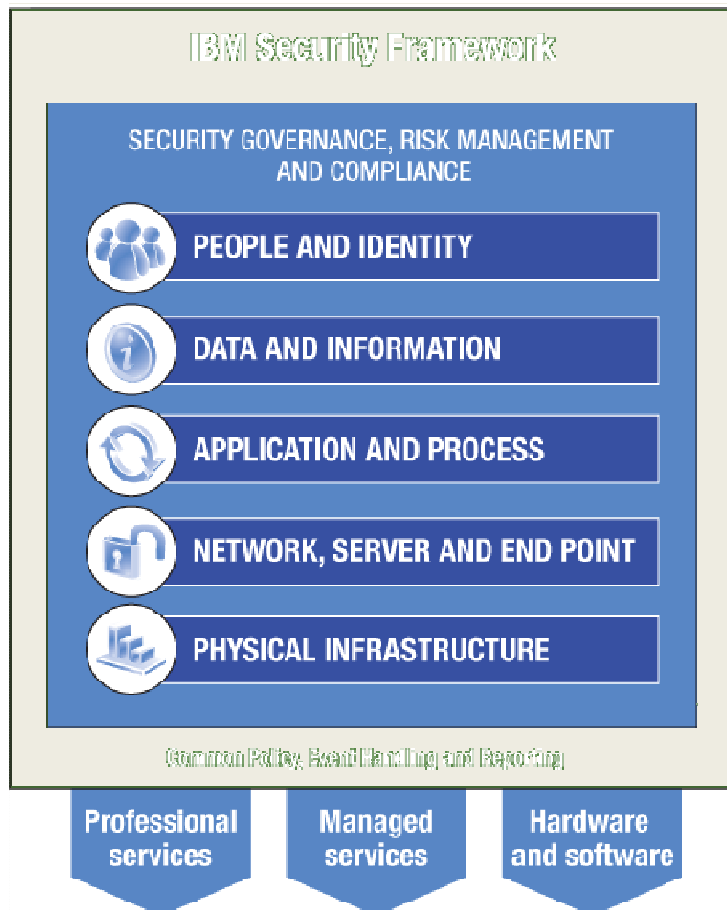 IBM Security Framework
SECURITY GOVERNANCE, RISK MANAGEMENT
AND COMPLIANCE
PEOPLE AND IDENTITY
i
DATA AND INFORMATION
APPLICATION AND PROCESS
NETWORK, SERVER AND END POINT
PHYSICAL INFRASTRUCTURE
Common Policy, Event Handling and Reporting
Professional
services
Managed
services
Hardware
and software